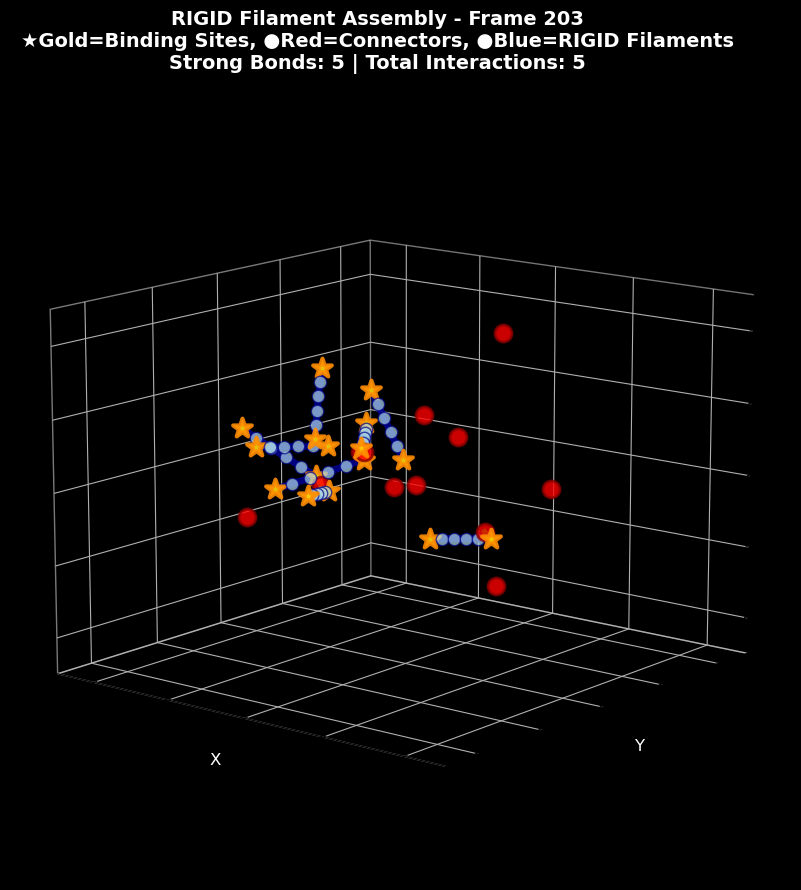 RIGID Filament Assembly - Frame 203
★Gold=Binding Sites, ●Red=Connectors, ●Blue=RIGID Filaments
Strong Bonds: 5 | Total Interactions: 5
X
Y